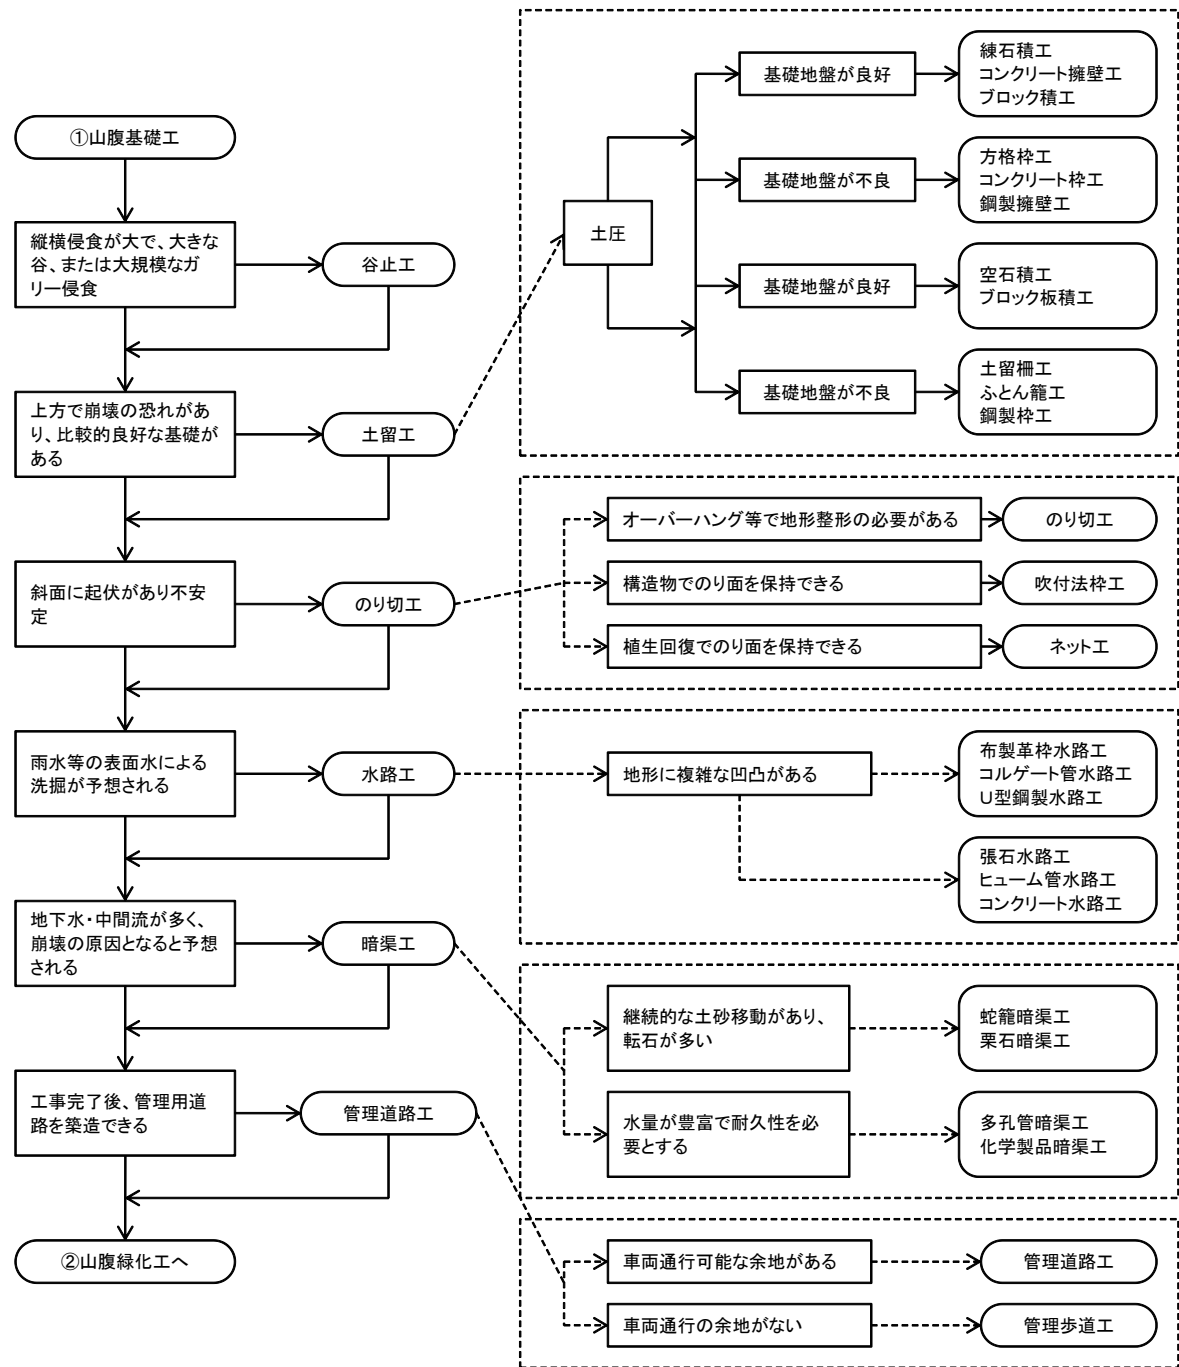 ①山腹基礎工
縦横侵食が大で、大きな
谷、または大規模なガ
リー侵食
谷止工
上方で崩壊の恐れがあ
り、比較的良好な基礎が
ある
土留工
斜面に起伏があり不安
定
のり切工
雨水等の表面水による
洗掘が予想される
水路工
地下水・中間流が多く、
崩壊の原因となると予想
される
暗渠工
工事完了後、管理用道
路を築造できる
管理道路工
②山腹緑化工へ
土圧
基礎地盤が良好
練石積工
コンクリート擁壁工
ブロック積工
基礎地盤が不良
方格枠工
コンクリート枠工
鋼製擁壁工
基礎地盤が良好
空石積工
ブロック板積工
基礎地盤が不良
土留柵工
ふとん籠工
鋼製枠工
オーバーハング等で地形整形の必要がある
のり切工
構造物でのり面を保持できる
吹付法枠工
植生回復でのり面を保持できる
ネット工
地形に複雑な凹凸がある
布製革枠水路工
コルゲート管水路工
U型鋼製水路工
張石水路工
ヒューム管水路工
コンクリート水路工
継続的な土砂移動があり、
転石が多い
蛇籠暗渠工
栗石暗渠工
水量が豊富で耐久性を必
要とする
多孔管暗渠工
化学製品暗渠工
車両通行可能な余地がある
管理道路工
車両通行の余地がない
管理歩道工